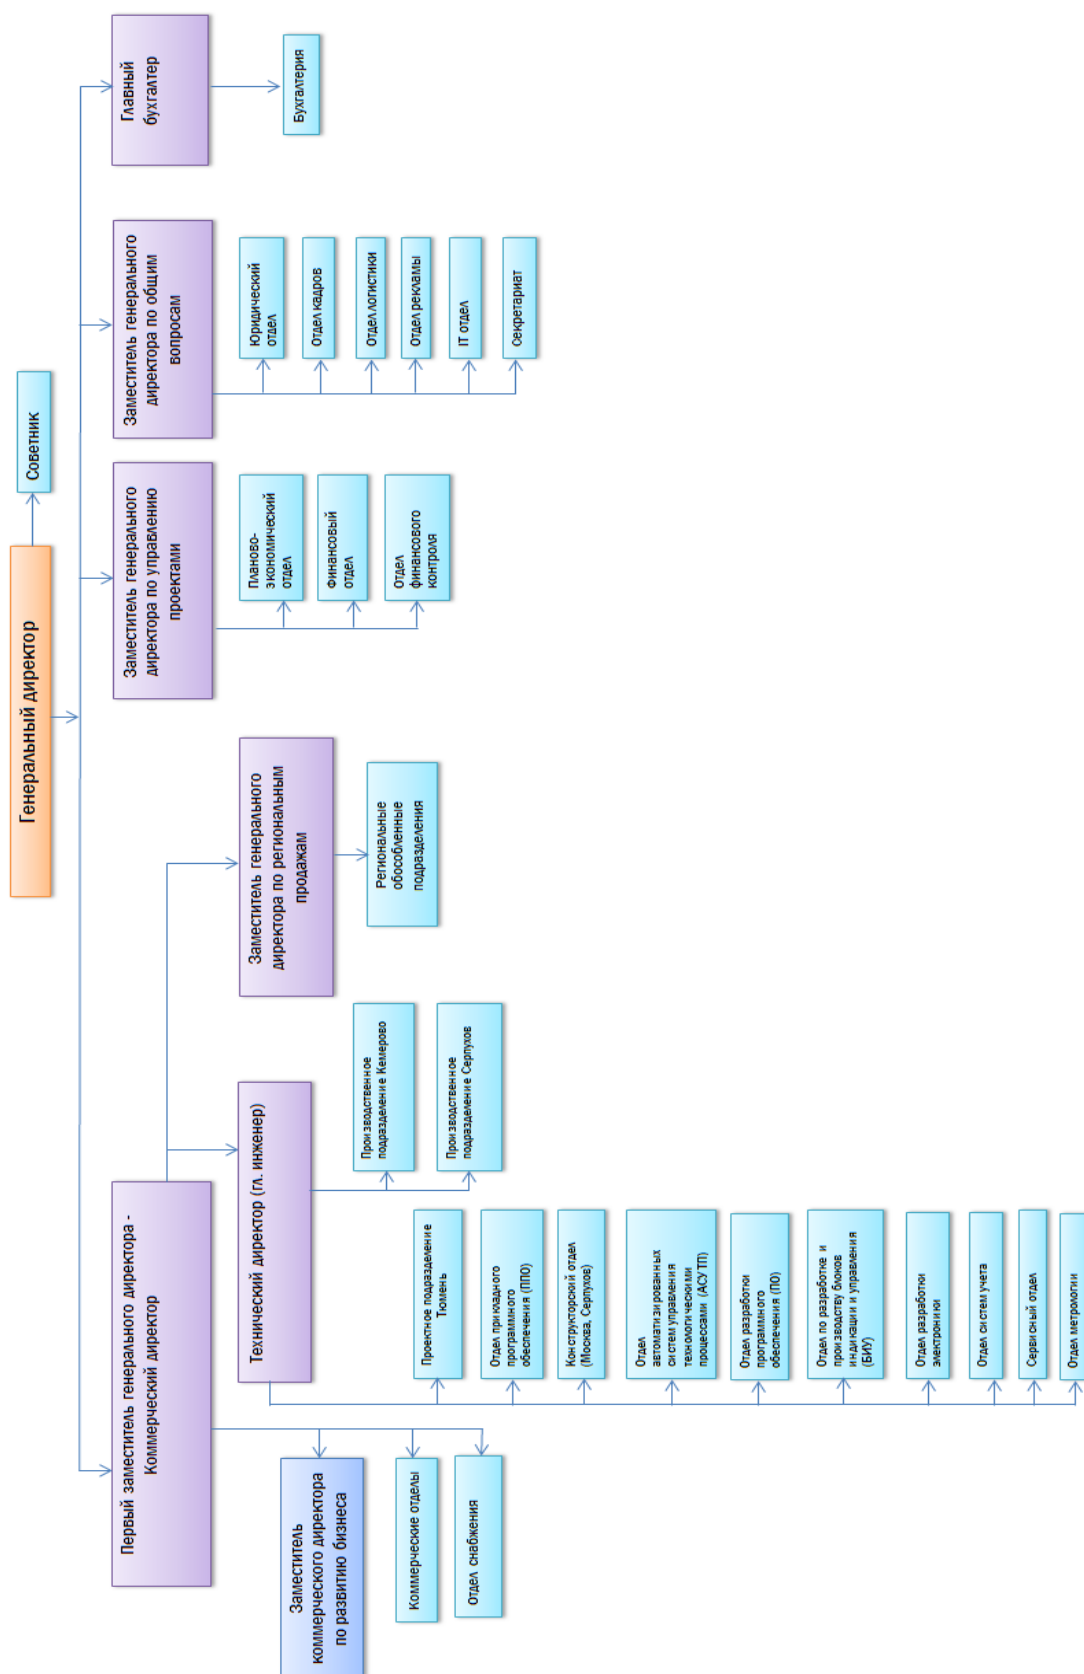 Генеральный директор
Советник
Первый заместитель генерального директора -
Коммерческий директор
Заместитель генерального
директора по управлению
проектами
Заместитель генерального
директора по общим
вопросам
Главный
бухгалтер
Технический директор (гл. инженер)
Заместитель генерального
директора по региональным
продажам
Планово-
экономический
отдел
Финансовый
отдел
Отдел
финансового
контроля
Юридический
отдел
Отдел кадров
Отдел логистики
Отдел рекламы
IT отдел
Секретариат
Бухгалтерия
Региональные
обособленные
подразделения
Производственное
подразделение Кемерово
Производственное
подразделение Серпухов
Заместитель
коммерческого директора
по развитию бизнеса
Коммерческие отделы
Отдел снабжения
Проектное подразделение
Тюмень
Отдел прикладного
программного
обеспечения (ППО)
Конструкторский отдел
(Москва, Серпухов)
Отдел
автоматизированных
систем управления
технологическими
процессами (АСУ ТП)
Отдел разработки
программного
обеспечения (ПО)
Отдел по разработке и
производству блоков
индикации и управления
(БИУ)
Отдел разработки
электроники
Отдел систем учета
Сервисный отдел
Отдел метрологии